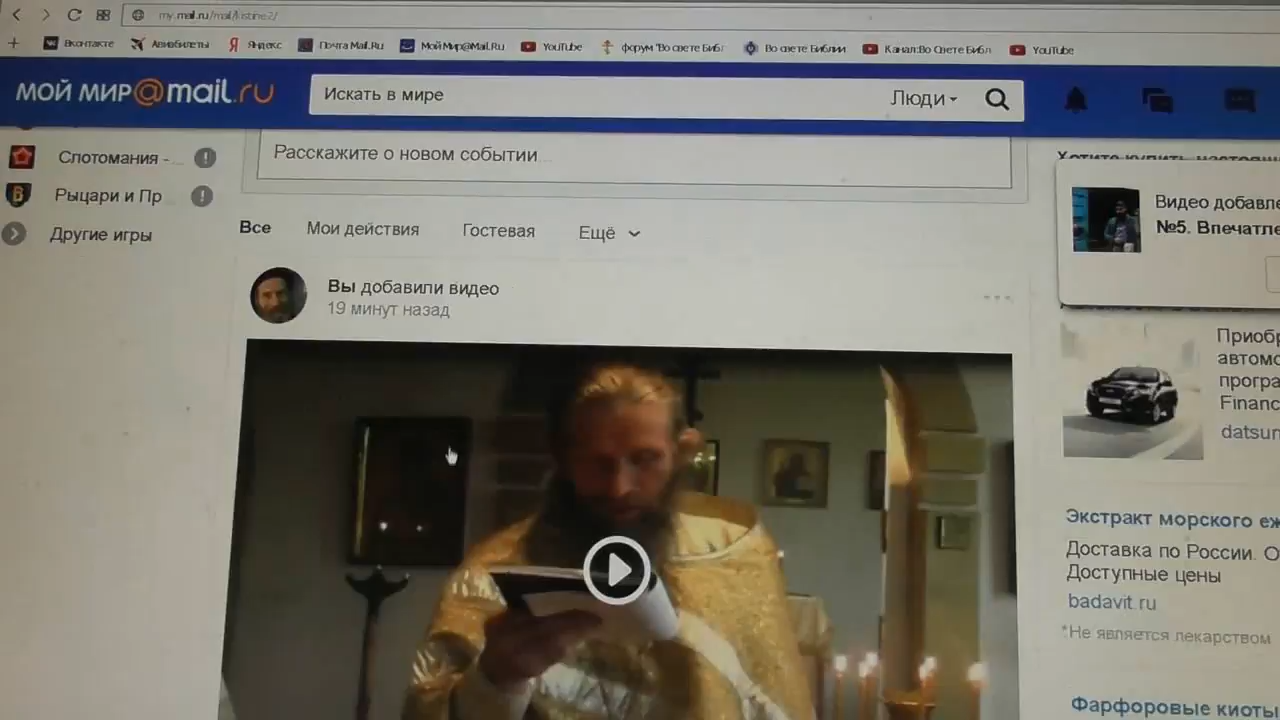 my.mail.ru/mail/kistine2/
Вконтакте Авиабилеты Яндекс Почта Mail.Ru Мой Мир@Mail.Ru YouTube форум "Во свете Библ Во свете Библии Канал:Во Свете Библ YouTube
МОЙ МИР@mail.ru Искать в мире Люди
Слотомания - ...
Рыцари и Пр
Другие игры
Расскажите о новом событии
Все Мои действия Гостевая Ещё
Вы добавили видео
19 минут назад
Хотите купить настоящ
Видео добавле
№5. Впечатле
Приобр
автомо
програ
Financ
datsun
Экстракт морского еж
Доставка по России. О
Доступные цены
badavit.ru
*Не является лекарством
Фарфоровые киоты